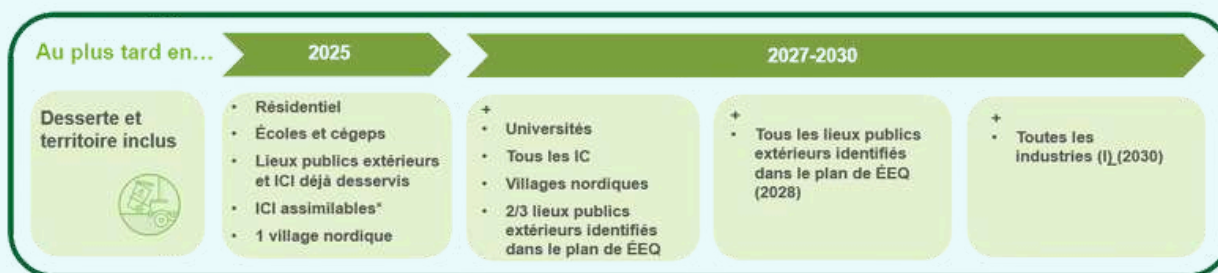 Au plus tard en...
2025
2027-2030
Desserte et
territoire inclus
• Résidentiel
• Écoles et cégeps
• Lieux publics extérieurs
et ICI déjà desservis
• ICI assimilables*
• 1 village nordique
+
• Universités
• Tous les IC
• Villages nordiques
• 2/3 lieux publics
extérieurs identifiés
dans le plan de ÉEQ
+
• Tous les lieux publics
extérieurs identifiés
dans le plan de ÉEQ
(2028)
+
• Toutes les
industries (I) (2030)